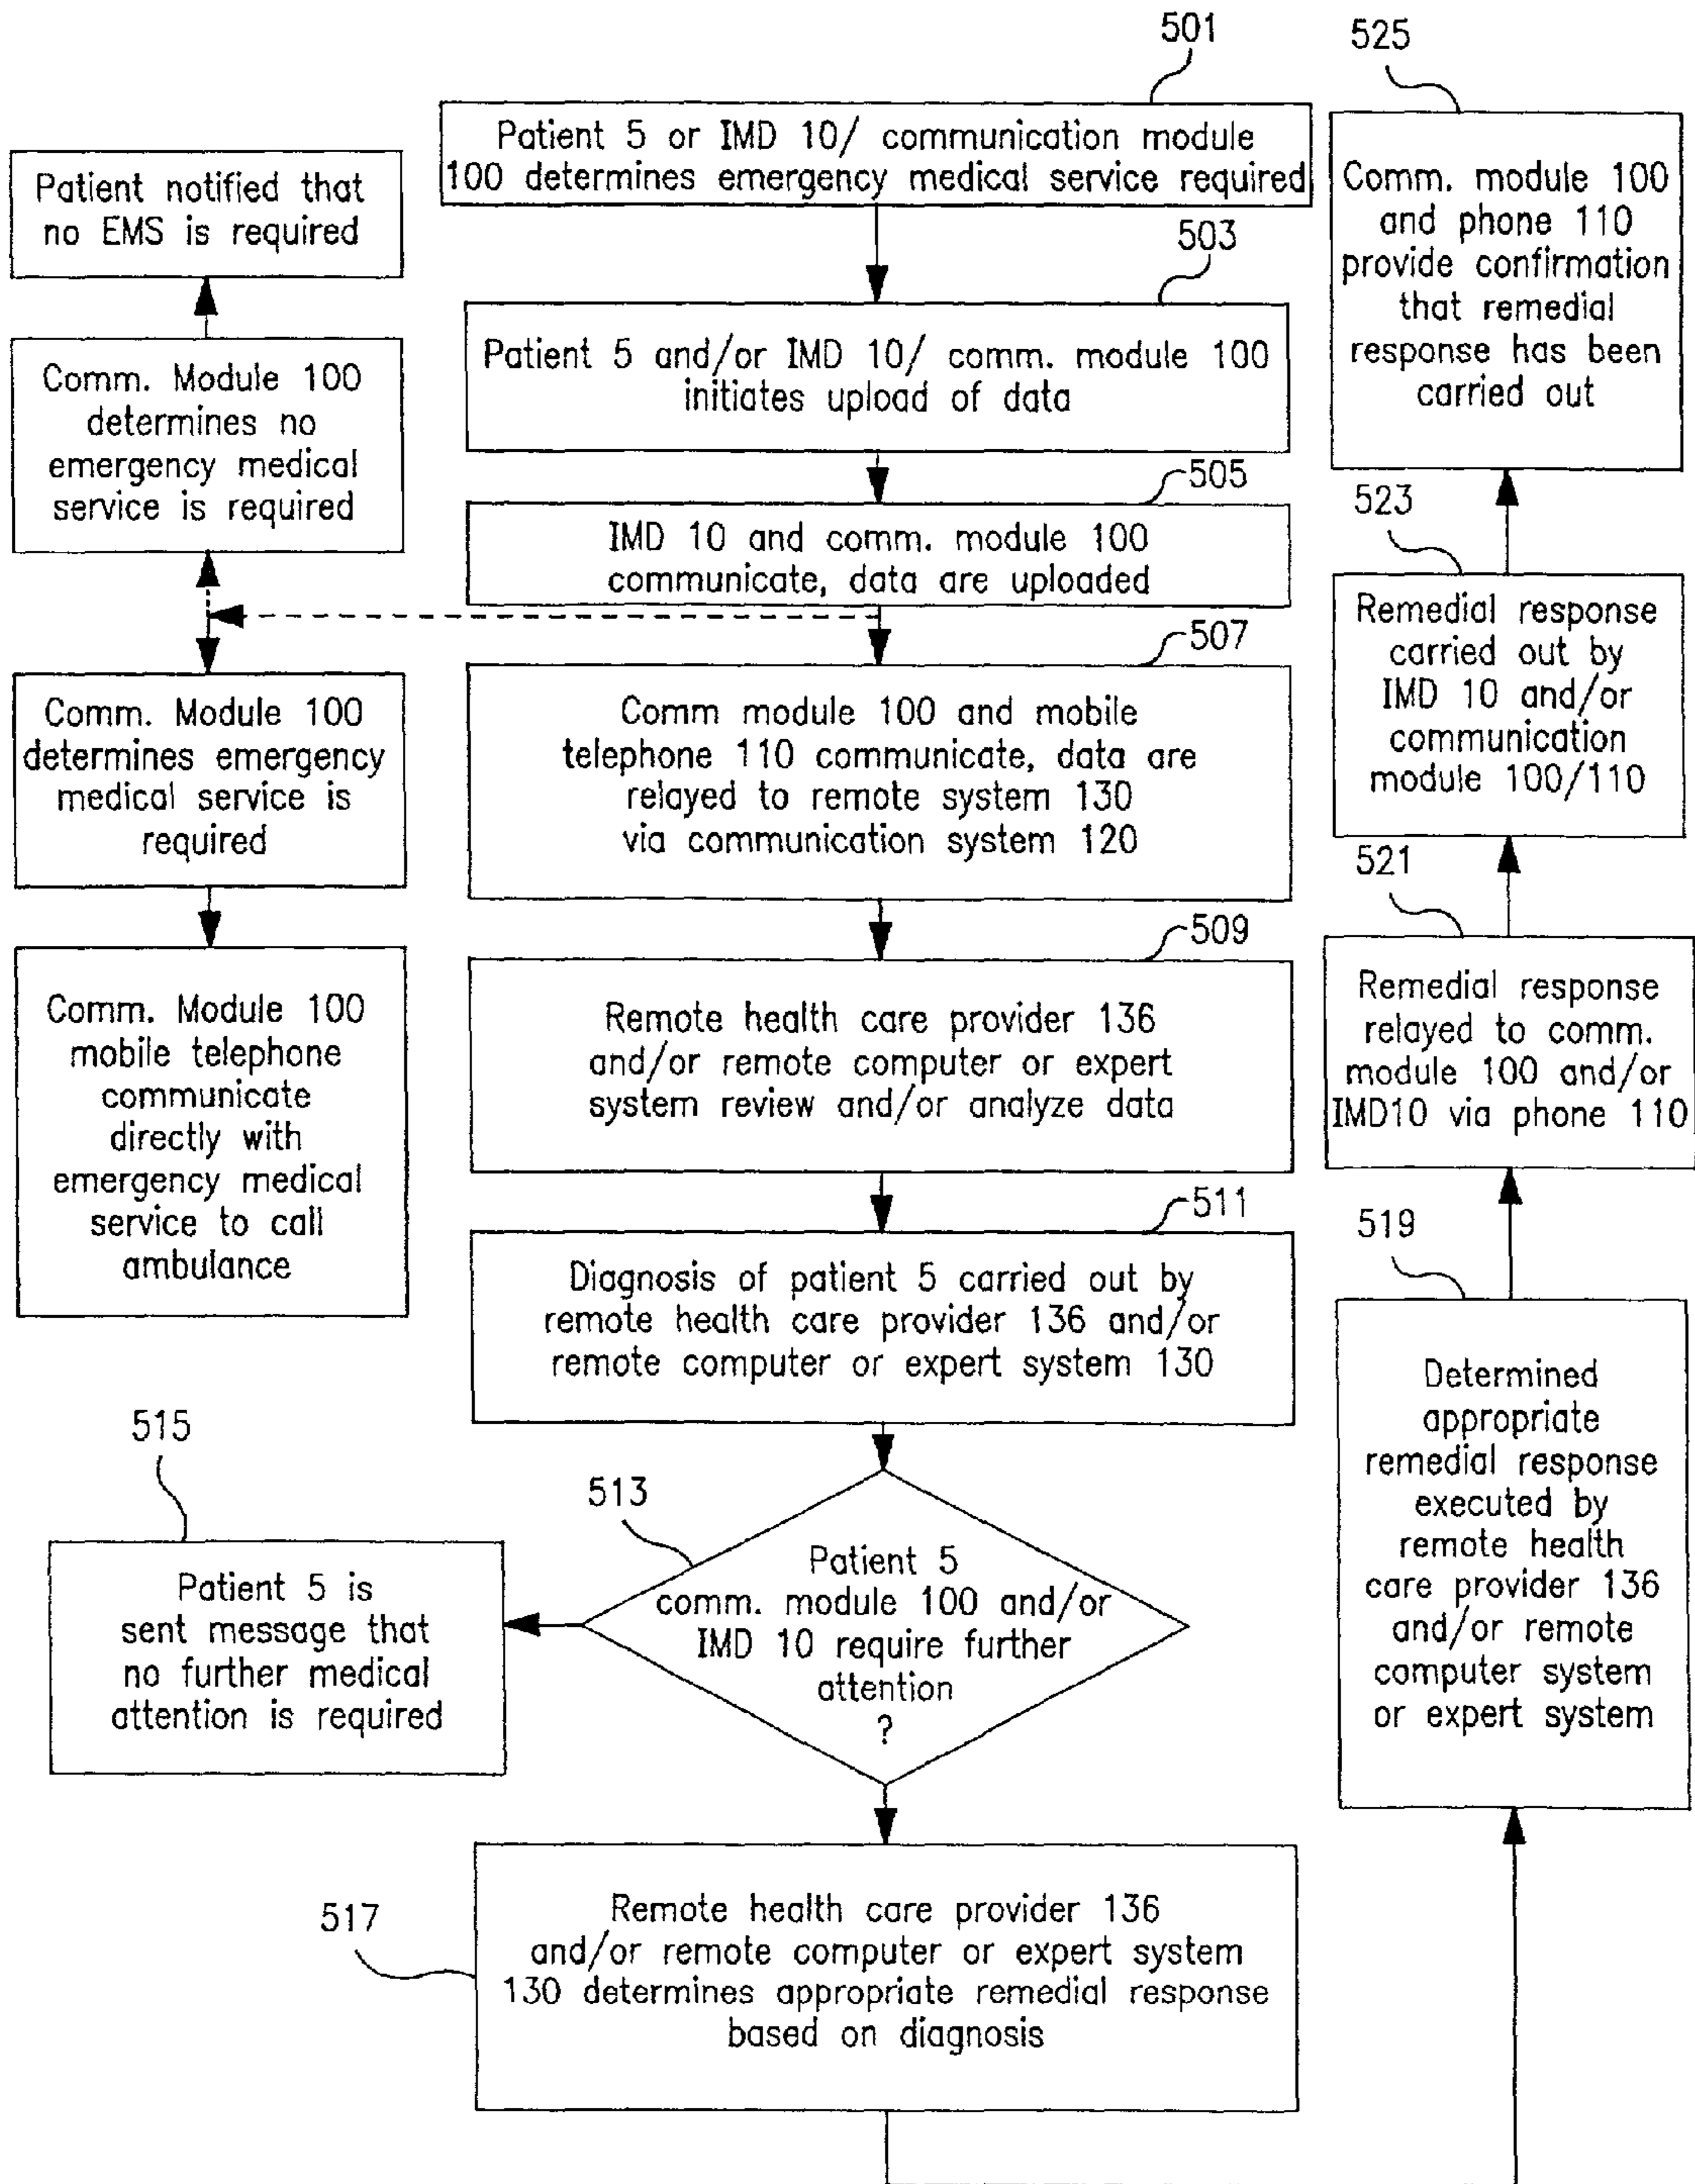 501
Patient 5 or IMD 10/ communication module
100 determines emergency medical service required
503
Patient 5 and/or IMD 10/ comm. module 100
initiates upload of data
505
IMD 10 and comm. module 100
communicate, data are uploaded
Patient notified that
no EMS is required
Comm. Module 100
determines no
emergency medical
service is required
Comm. Module 100
determines emergency
medical service is
required
Comm. Module 100
mobile telephone
communicate
directly with
emergency medical
service to call
ambulance
507
Comm module 100 and mobile
telephone 110 communicate, data are
relayed to remote system 130
via communication system 120
509
Remote health care provider 136
and/or remote computer or expert
system review and/or analyze data
511
Diagnosis of patient 5 carried out by
remote health care provider 136 and/or
remote computer or expert system 130
513
Patient 5
comm. module 100 and/or
IMD 10 require further
attention
?
515
Patient 5 is
sent message that
no further medical
attention is required
517
Remote health care provider 136
and/or remote computer or expert system
130 determines appropriate remedial response
based on diagnosis
525
Comm. module 100
and phone 110
provide confirmation
that remedial
response has been
carried out
523
Remedial response
carried out by
IMD 10 and/or
communication
module 100/110
521
Remedial response
relayed to comm.
module 100 and/or
IMD10 via phone 110
519
Determined
appropriate
remedial response
executed by
remote health
care provider 136
and/or remote
computer system
or expert system